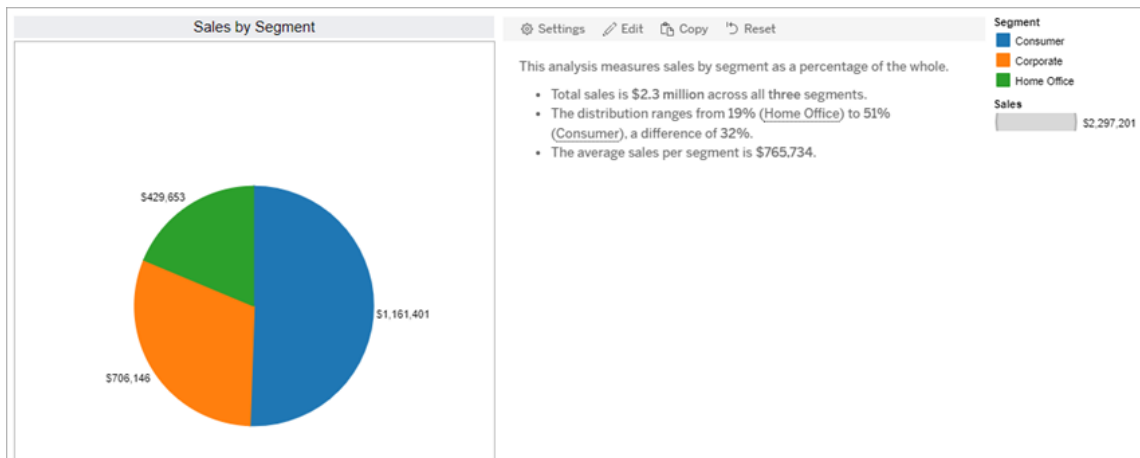 Sales by Segment
$429,653
$1,161,401
$706,146
Settings Edit Copy Reset
This analysis measures sales by segment as a percentage of the whole.
• Total sales is $2.3 million across all three segments.
• The distribution ranges from 19% (Home Office) to 51%
(Consumer), a difference of 32%.
• The average sales per segment is $765,734.
Segment
Consumer
Corporate
Home Office
Sales
$2,297,201